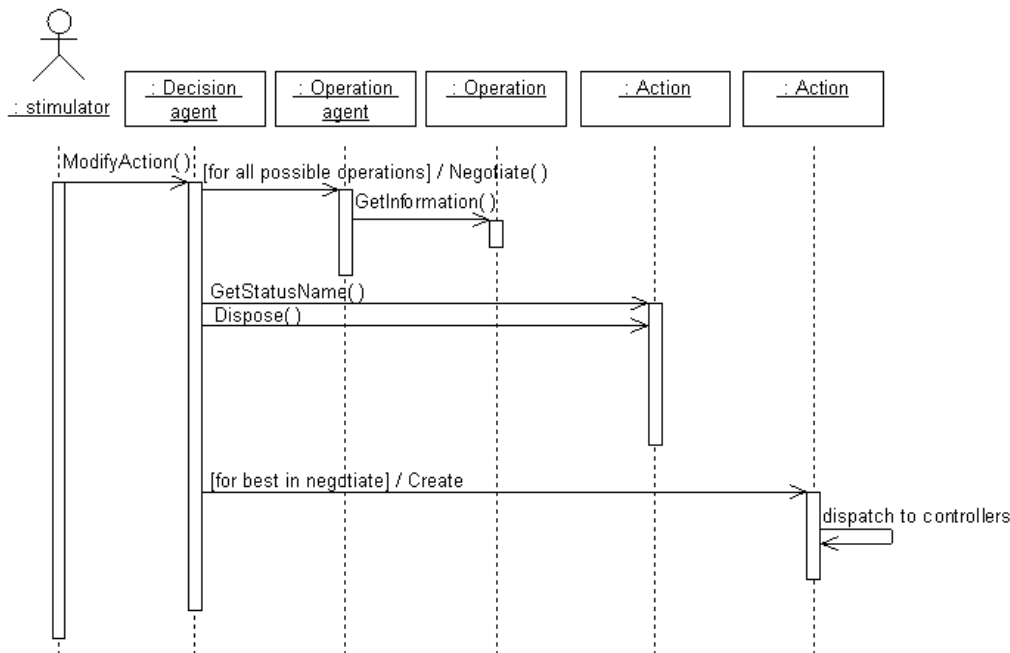 : Decision
agent
: Operation
agent
: Operation
: Action
: Action
: stimulator
ModifyAction( )
[for all possible operations] / Negotiate( )
GetInformation( )
GetStatusName( )
Dispose( )
[for best in negotiate] / Create
dispatch to controllers